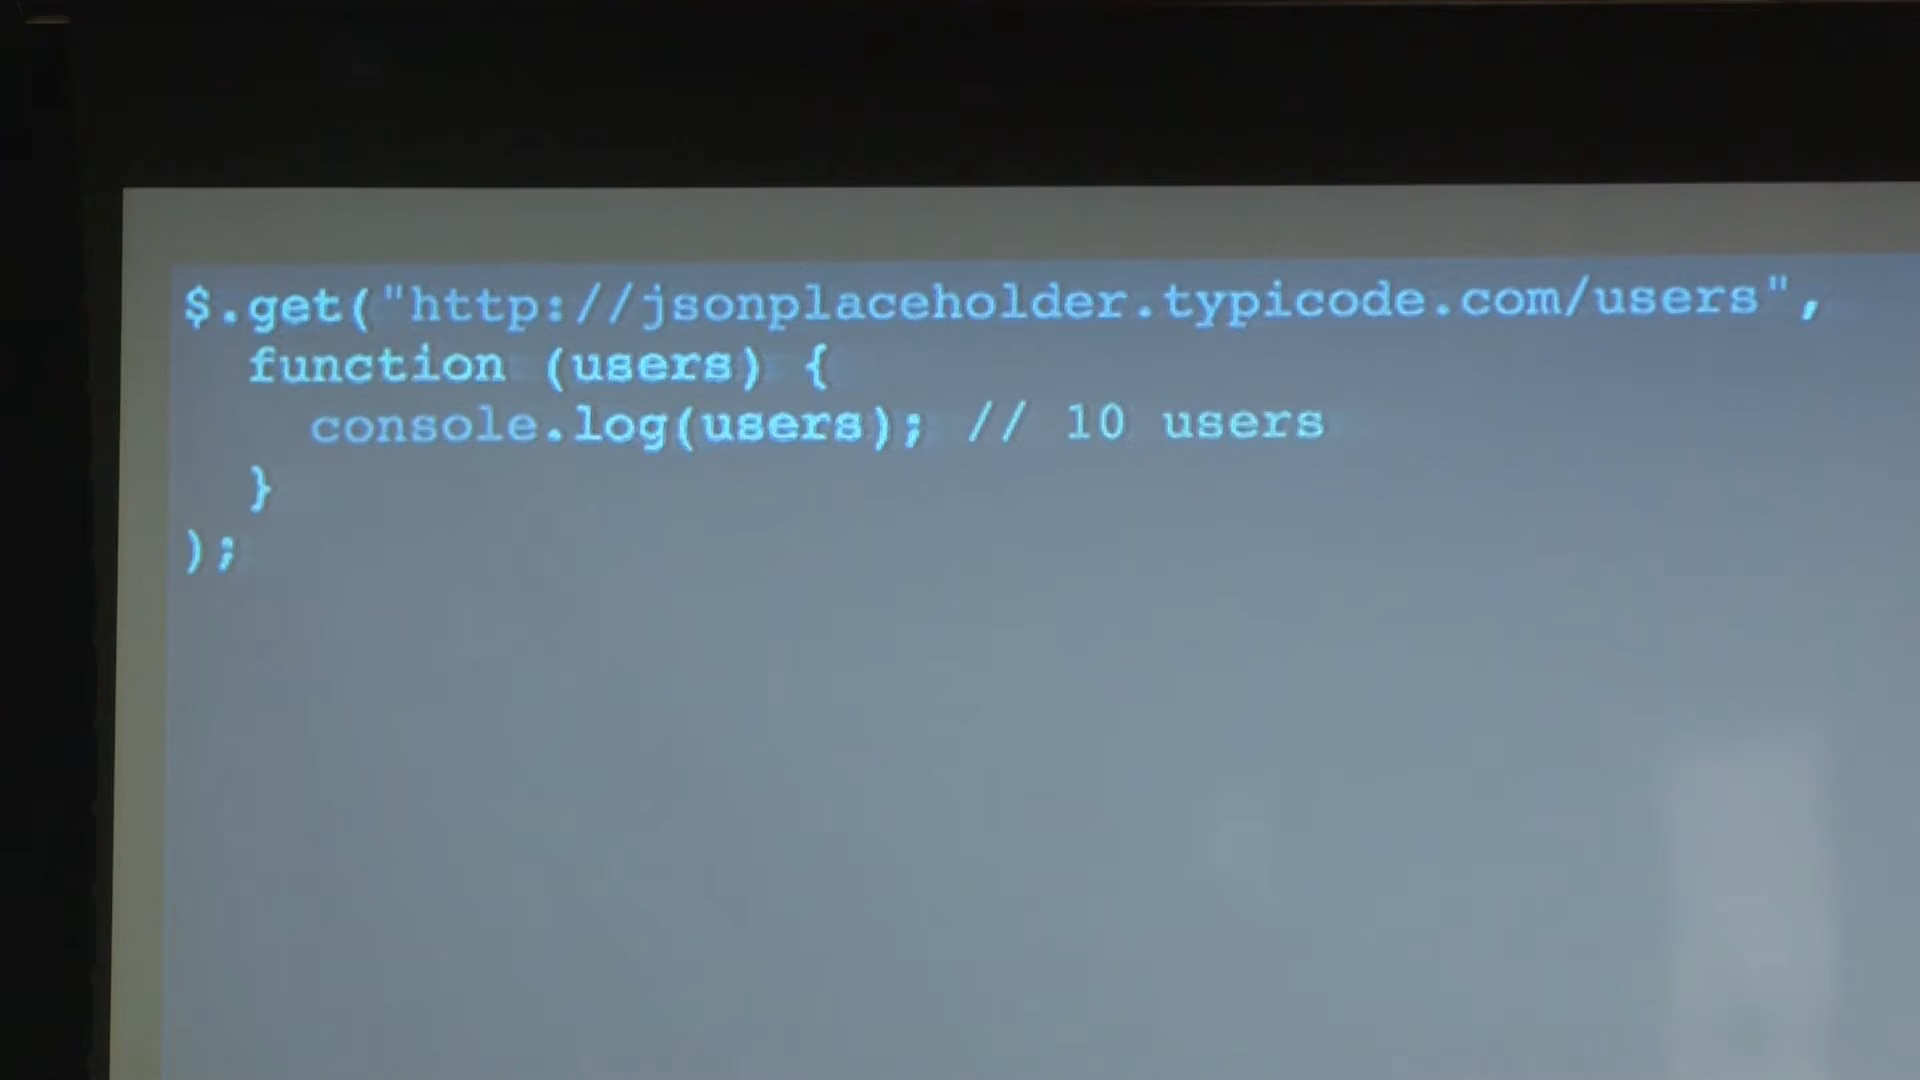 $.get("http://jsonplaceholder.typicode.com/users",
  function (users) {
    console.log(users); // 10 users
  }
);